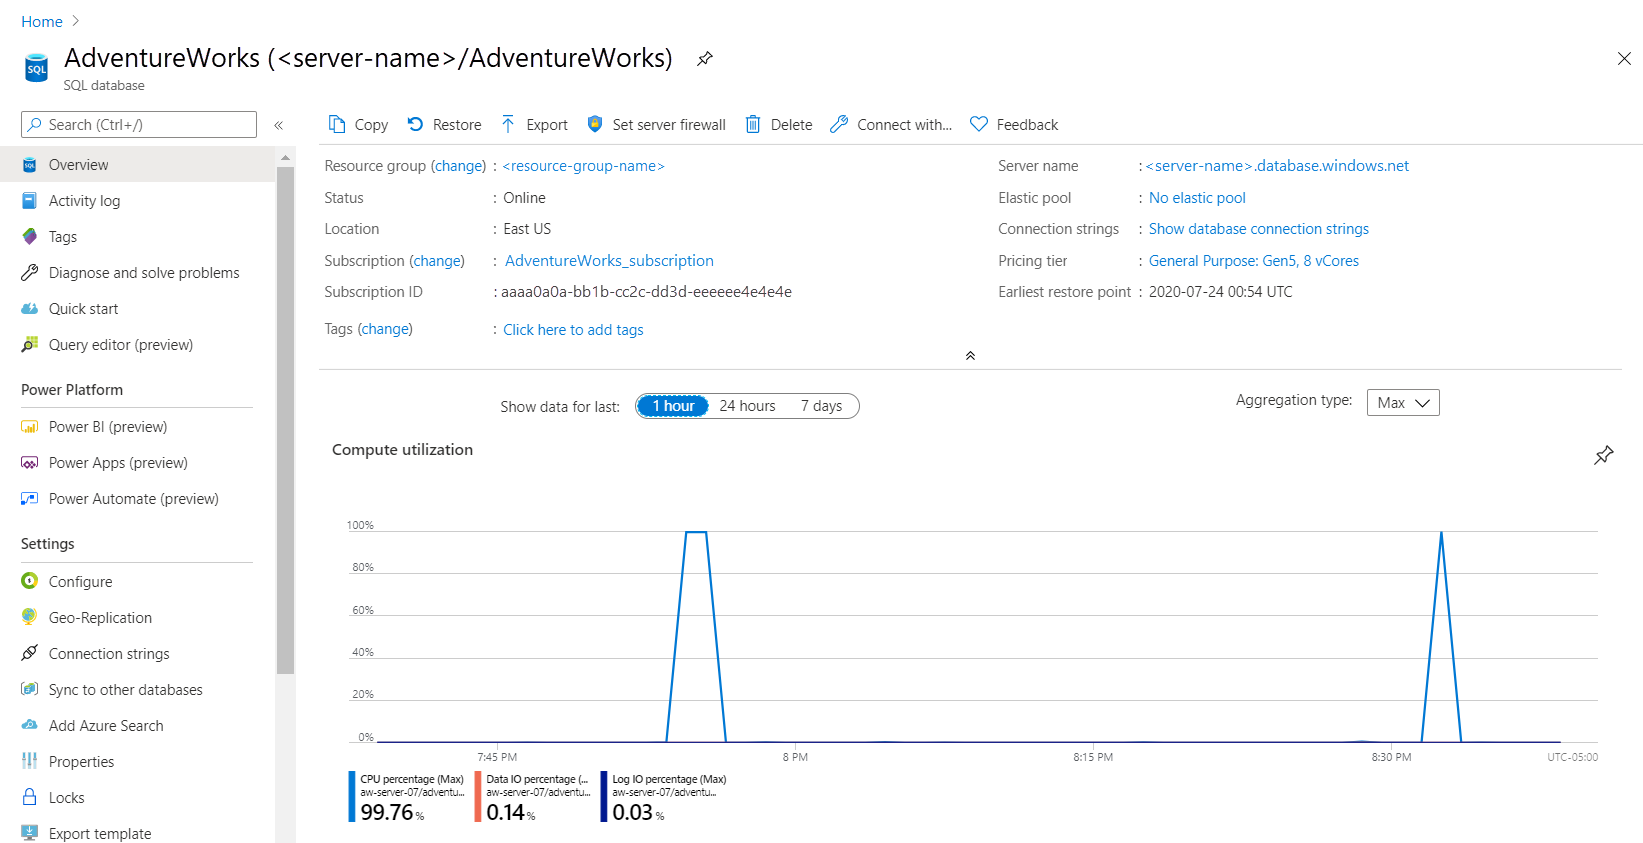 Home >
AdventureWorks (<server-name>/AdventureWorks)
SQL database
Search (Ctrl+/)
«
Copy
Restore
Export
Set server firewall
Delete
Connect with...
Feedback
Overview
Activity log
Tags
Diagnose and solve problems
Quick start
Query editor (preview)
Power Platform
Power BI (preview)
Power Apps (preview)
Power Automate (preview)
Settings
Configure
Geo-Replication
Connection strings
Sync to other databases
Add Azure Search
Properties
Locks
Export template
Resource group (change) : <resource-group-name>
Status : Online
Location : East US
Subscription (change) : AdventureWorks_subscription
Subscription ID : aaaa0a0a-bb1b-cc2c-dd3d-eeeeee4e4e4e
Tags (change) : Click here to add tags
Server name : <server-name>.database.windows.net
Elastic pool : No elastic pool
Connection strings : Show database connection strings
Pricing tier : General Purpose: Gen5, 8 vCores
Earliest restore point : 2020-07-24 00:54 UTC
Show data for last: 1 hour 24 hours 7 days
Aggregation type: Max
Compute utilization
100%
80%
60%
40%
20%
0%
7:45 PM 8 PM 8:15 PM 8:30 PM UTC-05:00
CPU percentage (Max)
aw-server-07/adventu...
99.76 %
Data IO percentage (...
aw-server-07/adventu...
0.14 %
Log IO percentage (Max)
aw-server-07/adventu...
0.03 %